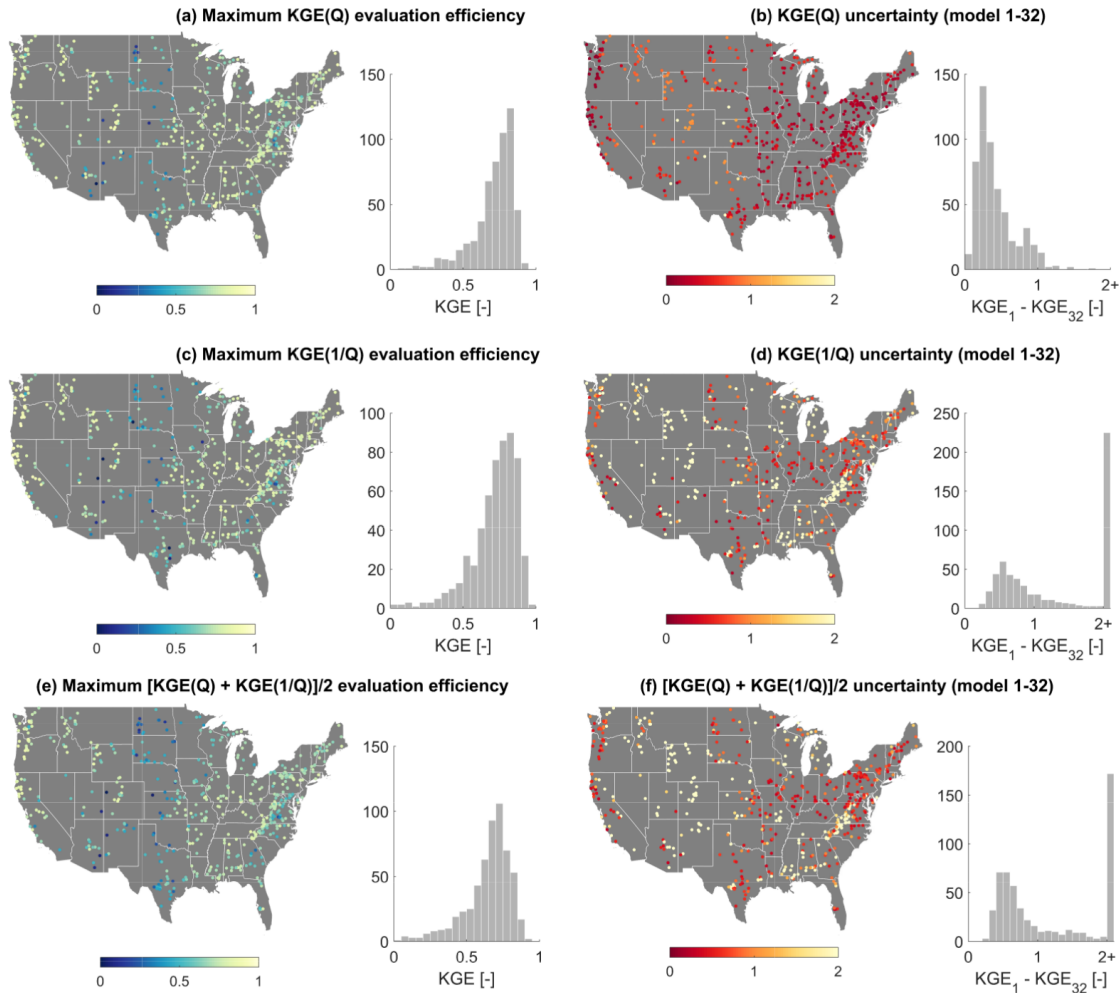 (a) Maximum KGE(Q) evaluation efficiency
150
100
50
0
0 0.5 1
KGE [-]
0 0.5 1
(b) KGE(Q) uncertainty (model 1-32)
150
100
50
0
0 1 2+
KGE1 - KGE32 [-]
0 1 2
(c) Maximum KGE(1/Q) evaluation efficiency
100
80
60
40
20
0
0 0.5 1
KGE [-]
0 0.5 1
(d) KGE(1/Q) uncertainty (model 1-32)
250
200
150
100
50
0
0 1 2+
KGE1 - KGE32 [-]
0 1 2
(e) Maximum [KGE(Q) + KGE(1/Q)]/2 evaluation efficiency
150
100
50
0
0 0.5 1
KGE [-]
0 0.5 1
(f) [KGE(Q) + KGE(1/Q)]/2 uncertainty (model 1-32)
200
150
100
50
0
0 1 2+
KGE1 - KGE32 [-]
0 1 2